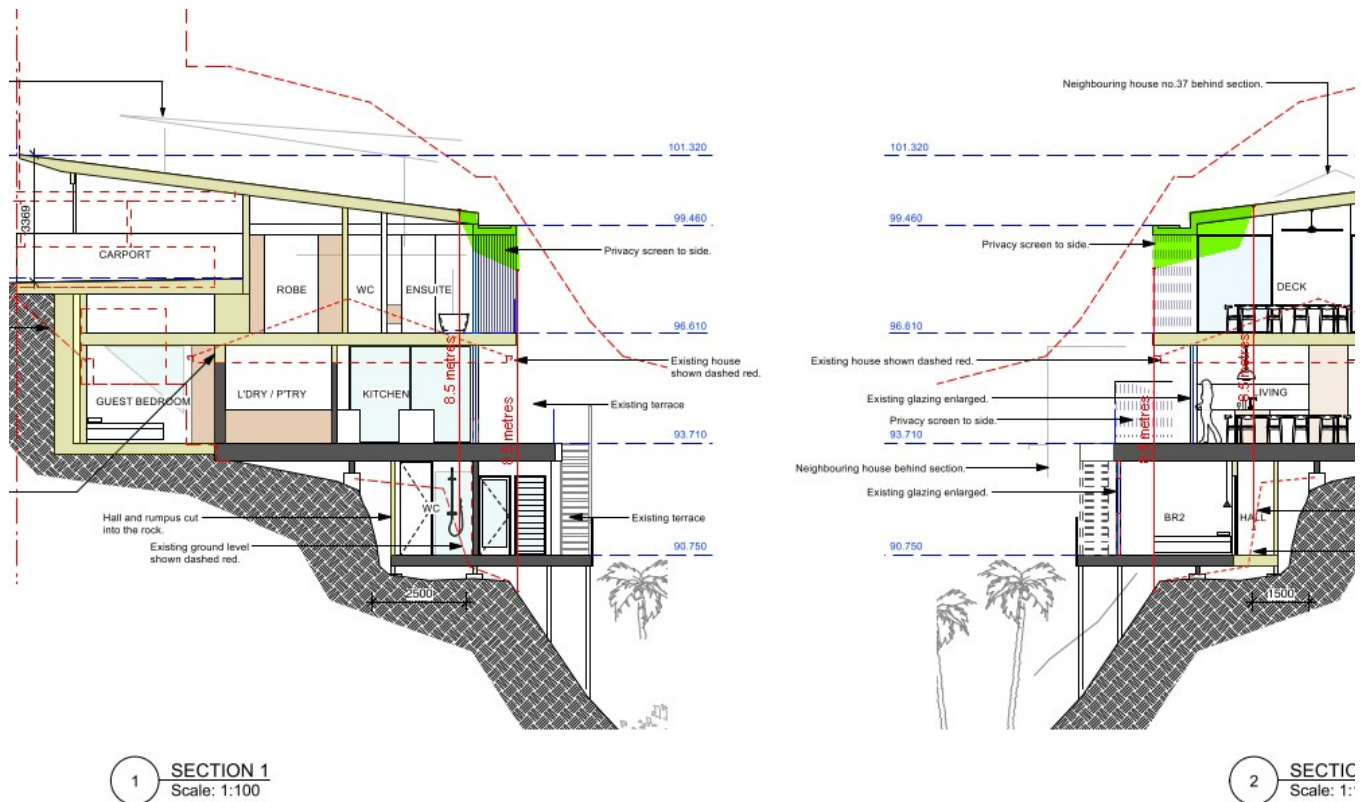 Neighbouring house no.37 behind section.
101.320
101.320
99.460
99.460
3369
CARPORT
Privacy screen to side.
Privacy screen to side.
ROBE
WC
ENSUITE
DECK
96.610
96.610
Existing house
shown dashed red.
Existing house shown dashed red.
8.5 metres
8.5 metres
L'DRY / P'TRY
KITCHEN
GUEST BEDROOM
Existing terrace
Existing glazing enlarged.
LIVING
Privacy screen to side.
93.710
93.710
8.5 metres
8.5 metres
Neighbouring house behind section.
Existing glazing enlarged.
WC
Hall and rumpus cut
into the rock.
Existing terrace
BR2
HALL
Existing ground level
shown dashed red.
90.750
90.750
2500
1500
1
SECTION 1
Scale: 1:100
2
SECTIO
Scale: 1:1